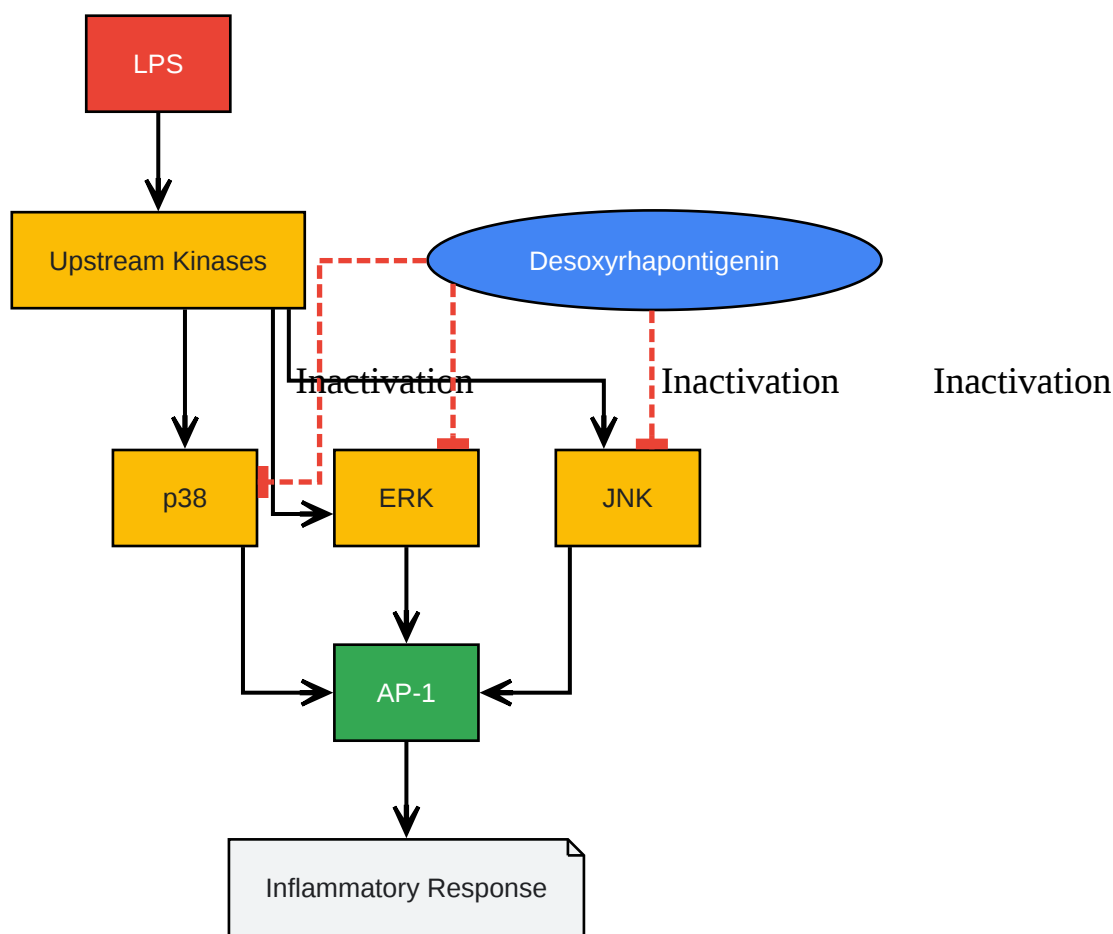 LPS
Upstream Kinases
Desoxyrhapontigenin
Inactivation
Inactivation
Inactivation
p38
ERK
JNK
AP-1
Inflammatory Response